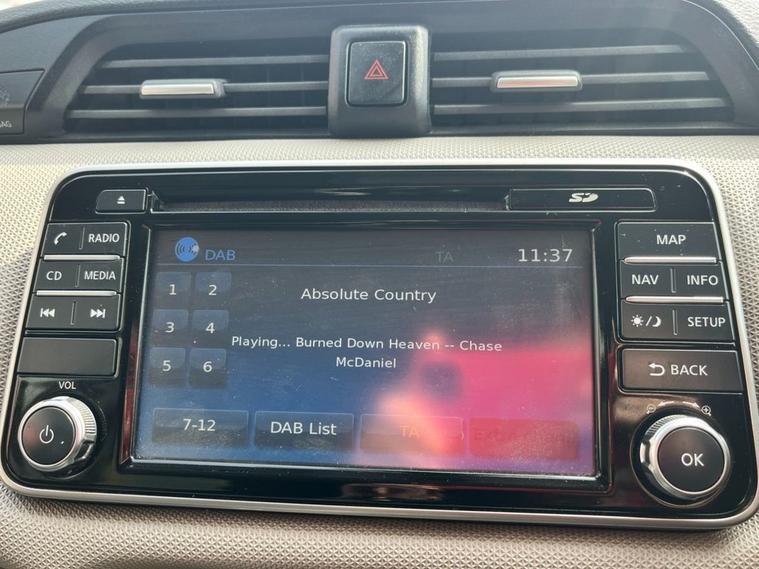 SD
RADIO
MAP
DAB
TA
11:37
CD
MEDIA
NAV
INFO
1
2
Absolute Country
3
4
SETUP
Playing... Burned Down Heaven -- Chase
McDaniel
5
6
BACK
VOL
7-12
DAB List
TA
OK